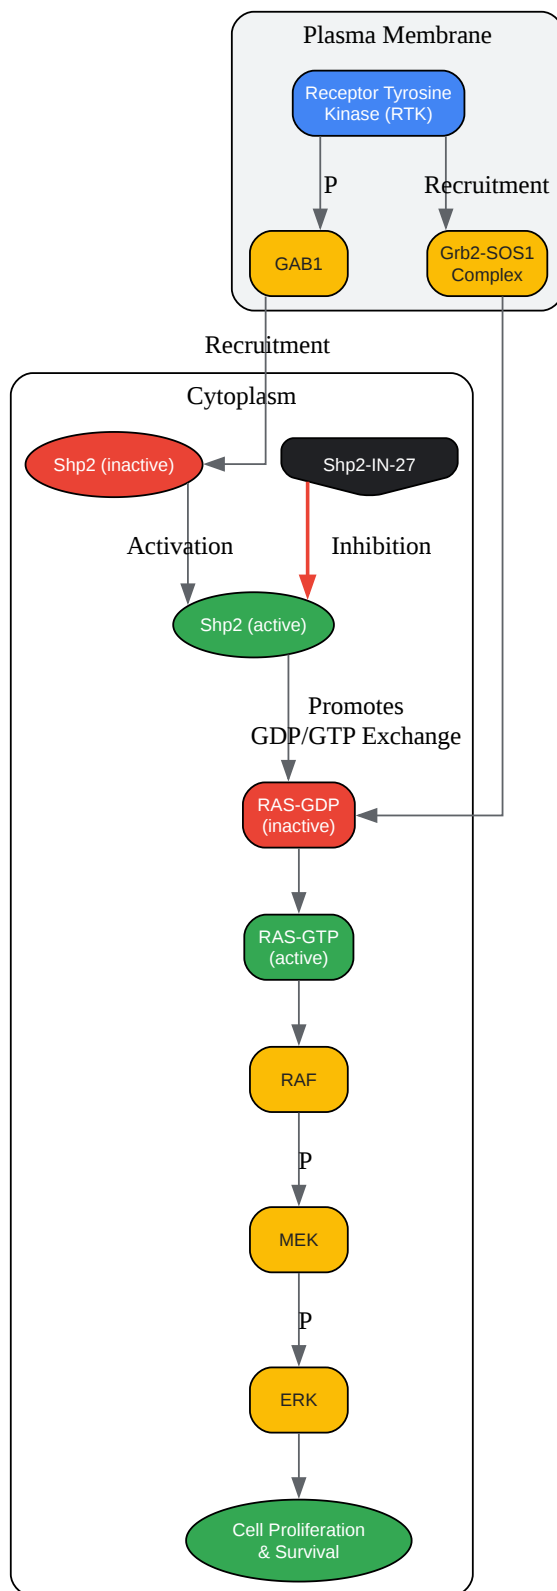 Plasma Membrane
Receptor Tyrosine
Kinase (RTK)
P
Recruitment
GAB1
Grb2-SOS1
Complex
Recruitment
Cytoplasm
Shp2 (inactive)
Shp2-IN-27
Activation
Inhibition
Shp2 (active)
Promotes
GDP/GTP Exchange
RAS-GDP
(inactive)
RAS-GTP
(active)
RAF
P
MEK
P
ERK
Cell Proliferation
& Survival